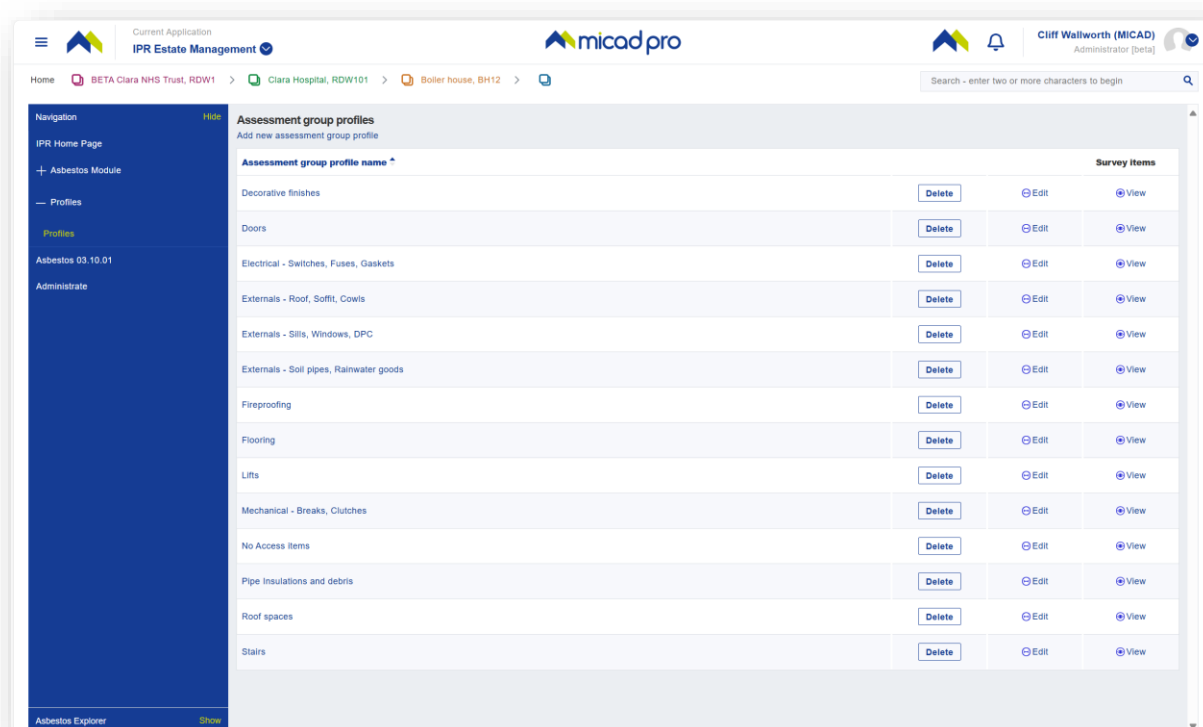 Current Application
IPR Estate Management
micad pro
Cliff Wallworth (MICAD)
Administrator [beta]
Home BETA Clara NHS Trust, RDW1 > Clara Hospital, RDW101 > Boiler house, BH12 >
Search - enter two or more characters to begin
Navigation Hide
IPR Home Page
+ Asbestos Module
— Profiles
Profiles
Asbestos 03.10.01
Administrate
Asbestos Explorer Show
Assessment group profiles
Add new assessment group profile
Assessment group profile name Survey items
Decorative finishes Delete Edit View
Doors Delete Edit View
Electrical - Switches, Fuses, Gaskets Delete Edit View
Externals - Roof, Soffit, Cowls Delete Edit View
Externals - Sills, Windows, DPC Delete Edit View
Externals - Soil pipes, Rainwater goods Delete Edit View
Fireproofing Delete Edit View
Flooring Delete Edit View
Lifts Delete Edit View
Mechanical - Breaks, Clutches Delete Edit View
No Access items Delete Edit View
Pipe Insulations and debris Delete Edit View
Roof spaces Delete Edit View
Stairs Delete Edit View